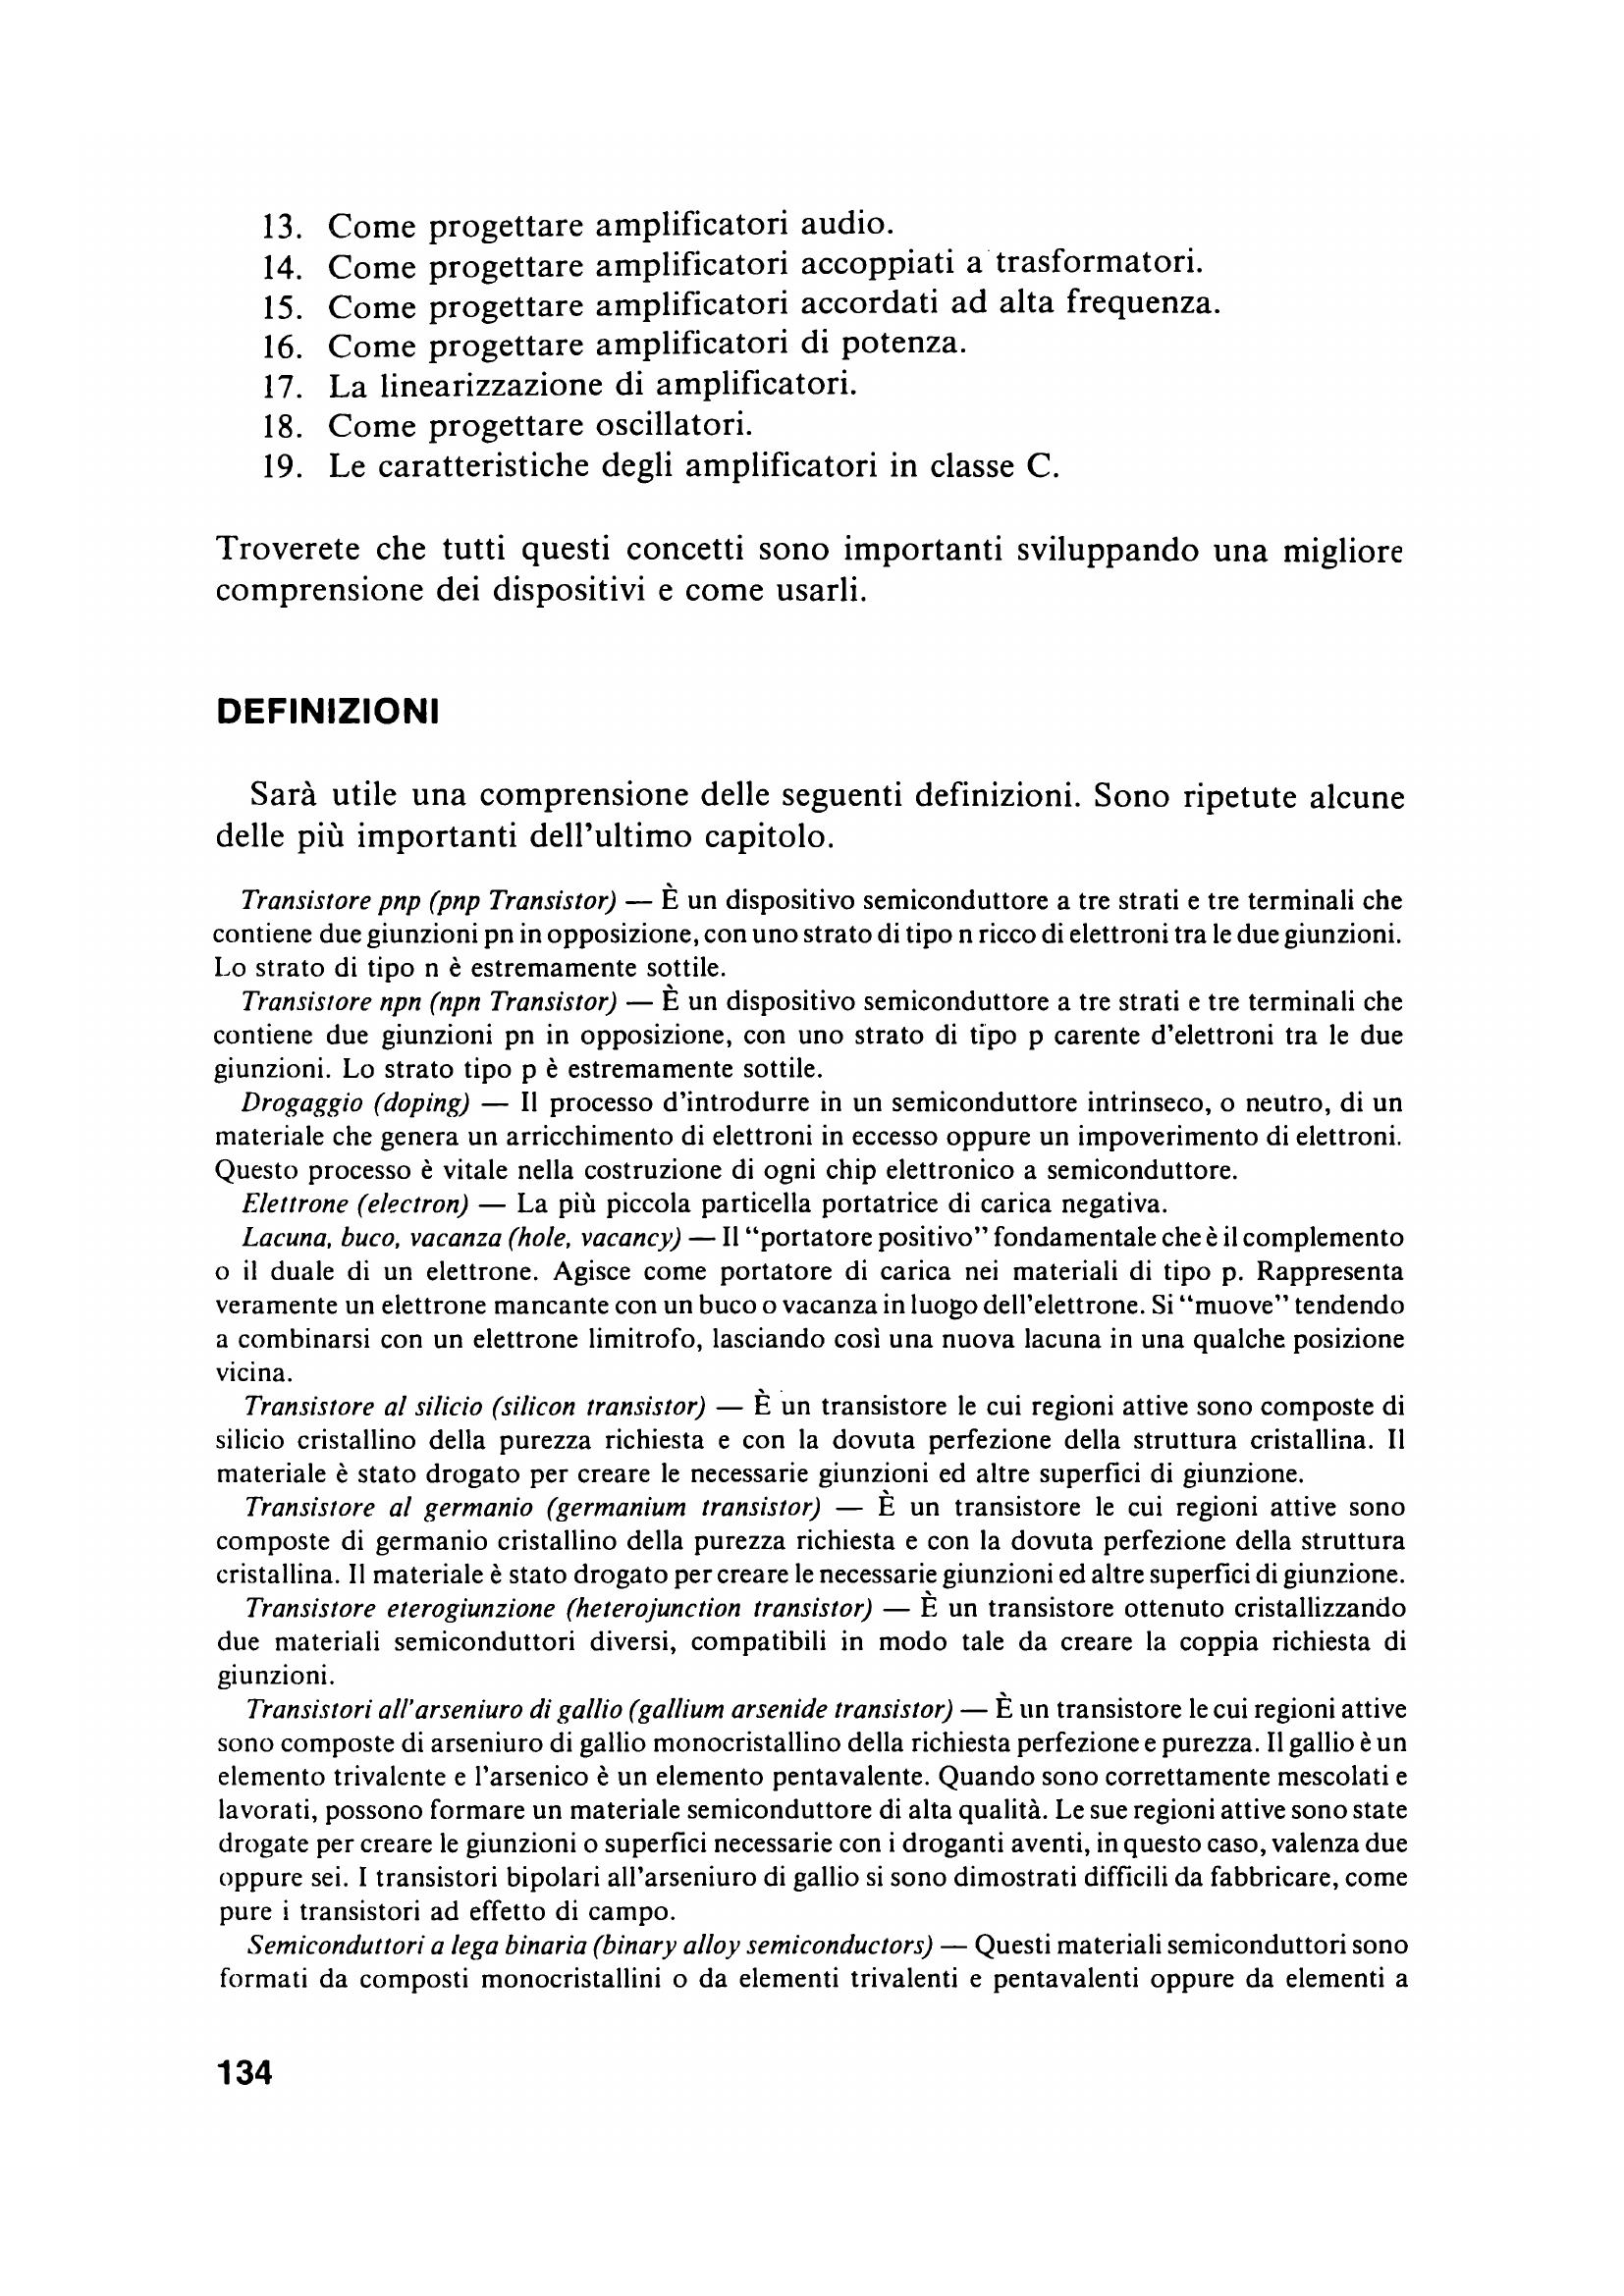 13. Come progettare amplificatori audio.
14. Come progettare amplificatori accoppiati a trasformatori.
15. Come progettare amplificatori accordati ad alta frequenza.
16. Come progettare amplificatori di potenza.
17. La linearizzazione di amplificatori.
18. Come progettare oscillatori.
19. Le caratteristiche degli amplificatori in classe C.
Troverete che tutti questi concetti sono importanti sviluppando una migliore
comprensione dei dispositivi e come usarli.
DEFINIZIONI
Sarà utile una comprensione delle seguenti definizioni. Sono ripetute alcune
delle più importanti dell'ultimo capitolo.
Transistore pnp (pnp Transistor) — È un dispositivo semiconduttore a tre strati e tre terminali che
contiene due giunzioni pn in opposizione, con uno strato di tipo n ricco di elettroni tra le due giunzioni.
Lo strato di tipo n è estremamente sottile.
Transistore npn (npn Transistor) — È un dispositivo semiconduttore a tre strati e tre terminali che
contiene due giunzioni pn in opposizione, con uno strato di tipo p carente d'elettroni tra le due
giunzioni. Lo strato tipo p è estremamente sottile.
Drogaggio (doping) — Il processo d'introdurre in un semiconduttore intrinseco, o neutro, di un
materiale che genera un arricchimento di elettroni in eccesso oppure un impoverimento di elettroni.
Questo processo è vitale nella costruzione di ogni chip elettronico a semiconduttore.
Elettrone (electron) — La più piccola particella portatrice di carica negativa.
Lacuna, buco, vacanza (hole, vacancy) — Il “portatore positivo” fondamentale che è il complemento
o il duale di un elettrone. Agisce come portatore di carica nei materiali di tipo p. Rappresenta
veramente un elettrone mancante con un buco o vacanza in luogo dell'elettrone. Si “muove” tendendo
a combinarsi con un elettrone limitrofo, lasciando così una nuova lacuna in una qualche posizione
vicina.
Transistore al silicio (silicon transistor) — È un transistore le cui regioni attive sono composte di
silicio cristallino della purezza richiesta e con la dovuta perfezione della struttura cristallina. Il
materiale è stato drogato per creare le necessarie giunzioni ed altre superfici di giunzione.
Transistore al germanio (germanium transistor) — È un transistore le cui regioni attive sono
composte di germanio cristallino della purezza richiesta e con la dovuta perfezione della struttura
cristallina. Il materiale è stato drogato per creare le necessarie giunzioni ed altre superfici di giunzione.
Transistore eterogiunzione (heterojunction transistor) — È un transistore ottenuto cristallizzando
due materiali semiconduttori diversi, compatibili in modo tale da creare la coppia richiesta di
giunzioni.
Transistori all'arseniuro di gallio (gallium arsenide transistor) — È un transistore le cui regioni attive
sono composte di arseniuro di gallio monocristallino della richiesta perfezione e purezza. Il gallio è un
elemento trivalente e l'arsenico è un elemento pentavalente. Quando sono correttamente mescolati e
lavorati, possono formare un materiale semiconduttore di alta qualità. Le sue regioni attive sono state
drogate per creare le giunzioni o superfici necessarie con i droganti aventi, in questo caso, valenza due
oppure sei. I transistori bipolari all'arseniuro di gallio si sono dimostrati difficili da fabbricare, come
pure i transistori ad effetto di campo.
Semiconduttori a lega binaria (binary alloy semiconductors) — Questi materiali semiconduttori sono
formati da composti monocristallini o da elementi trivalenti e pentavalenti oppure da elementi a
134